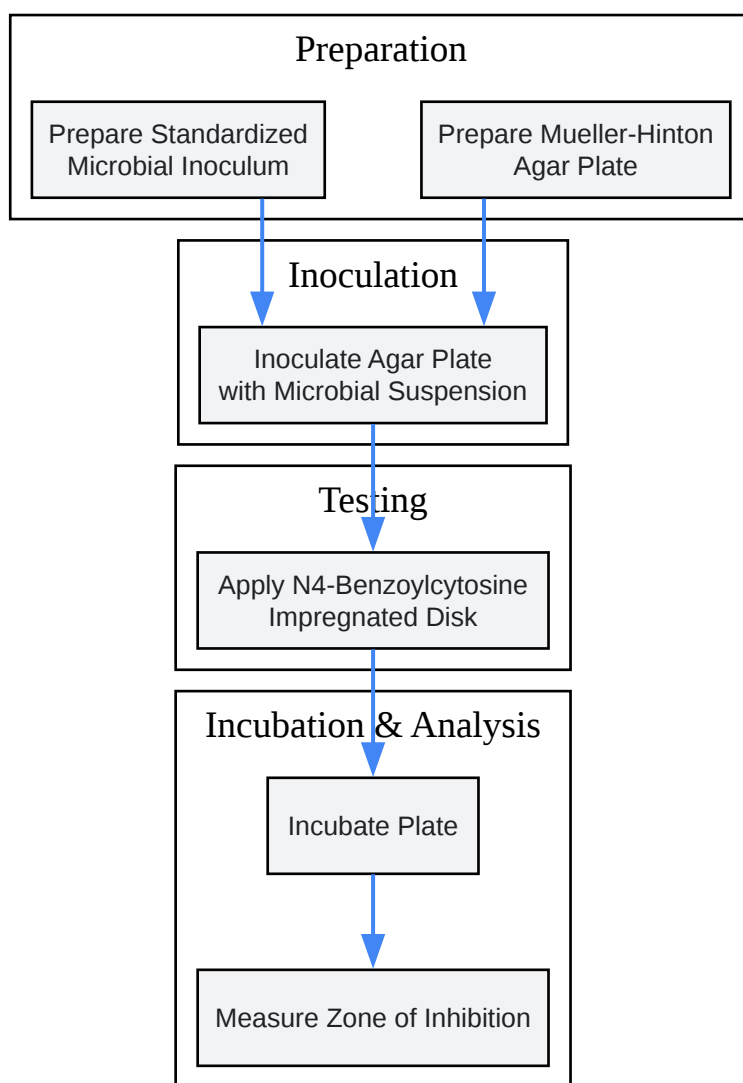 Preparation
Prepare Standardized
Microbial Inoculum
Prepare Mueller-Hinton
Agar Plate
Inoculation
Inoculate Agar Plate
with Microbial Suspension
Testing
Apply N4-Benzoylcytosine
Impregnated Disk
Incubation & Analysis
Incubate Plate
Measure Zone of Inhibition